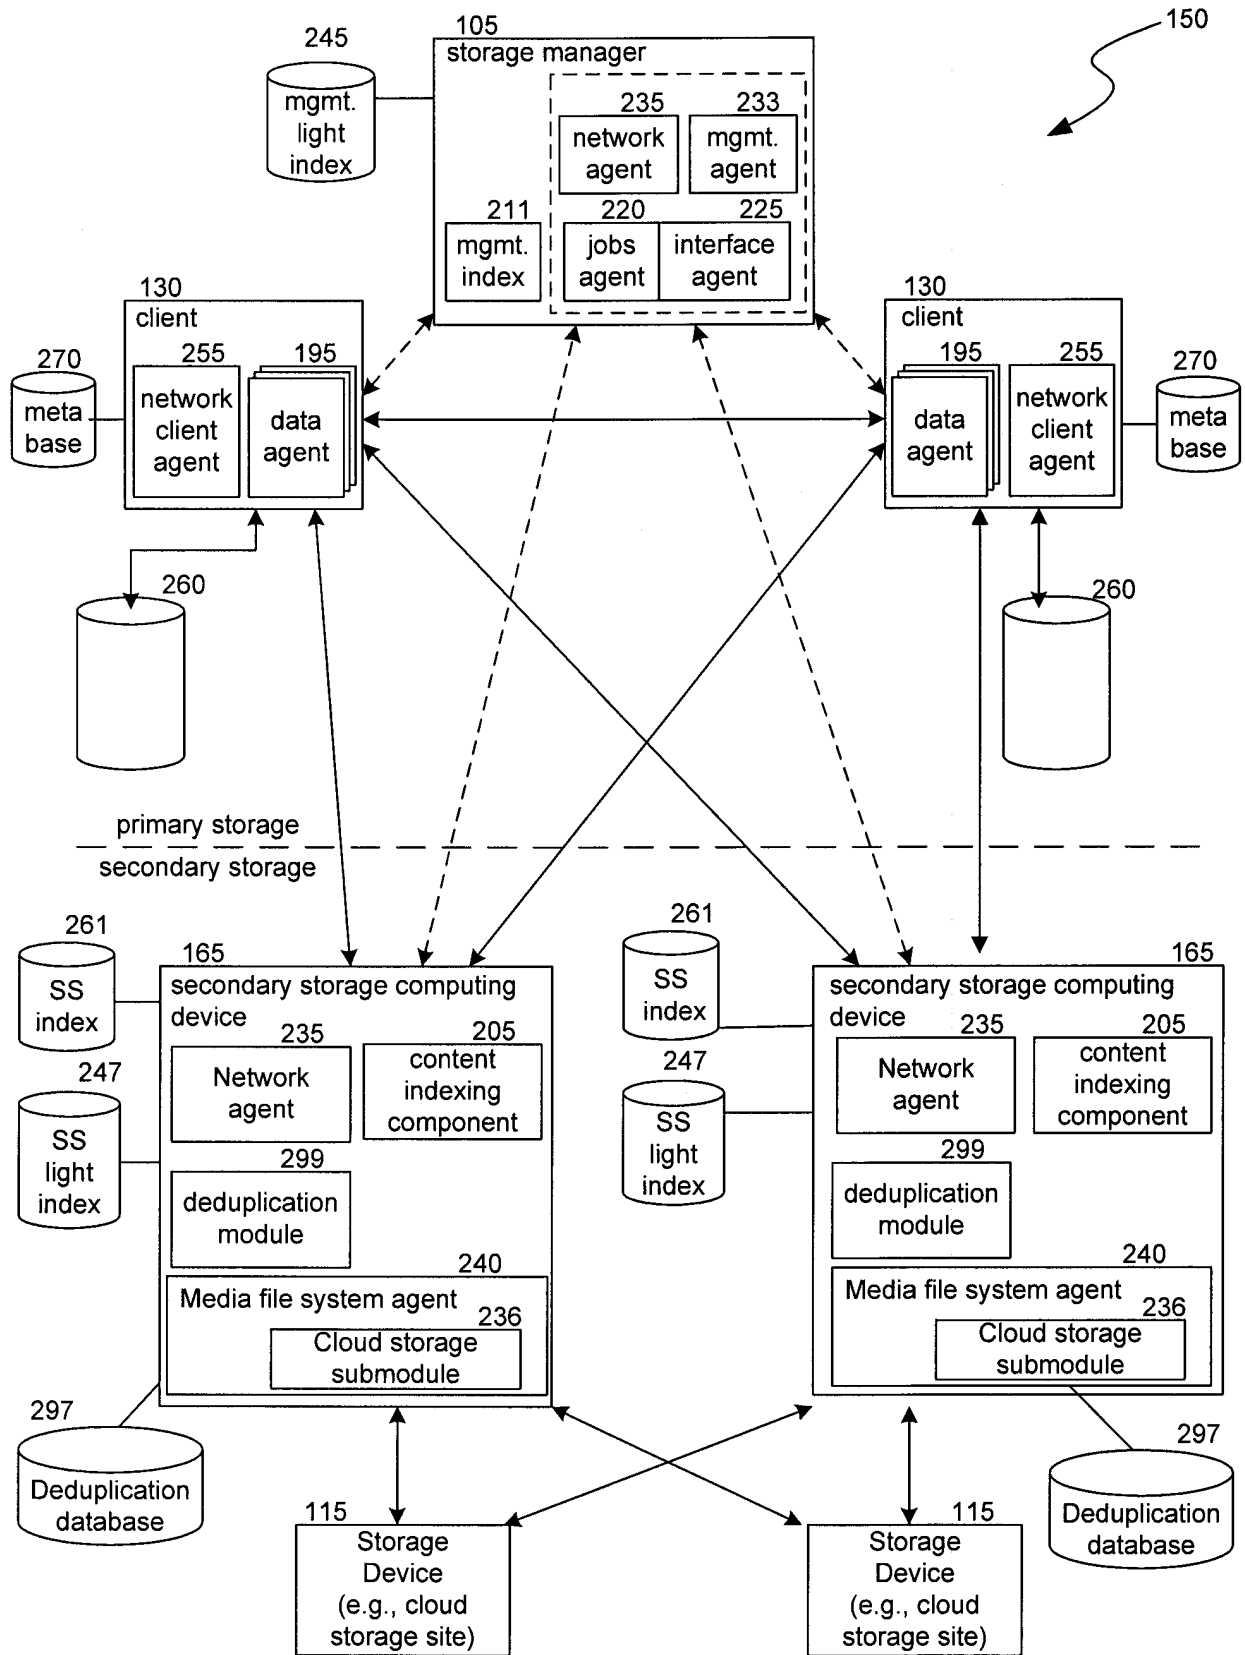 150
105
storage manager
245
mgmt.
light
index
235
network
agent
233
mgmt.
agent
211
mgmt.
index
220
jobs
agent
225
interface
agent
130
client
270
meta
base
255
network
client
agent
195
data
agent
130
client
195
data
agent
255
network
client
agent
270
meta
base
260
260
primary storage
secondary storage
261
SS
index
165
secondary storage computing
device
235
Network
agent
205
content
indexing
component
247
SS
light
index
299
deduplication
module
240
Media file system agent
236
Cloud storage
submodule
297
Deduplication
database
261
SS
index
165
secondary storage computing
device
235
Network
agent
205
content
indexing
component
247
SS
light
index
299
deduplication
module
240
Media file system agent
236
Cloud storage
submodule
297
Deduplication
database
115
Storage
Device
(e.g., cloud
storage site)
115
Storage
Device
(e.g., cloud
storage site)